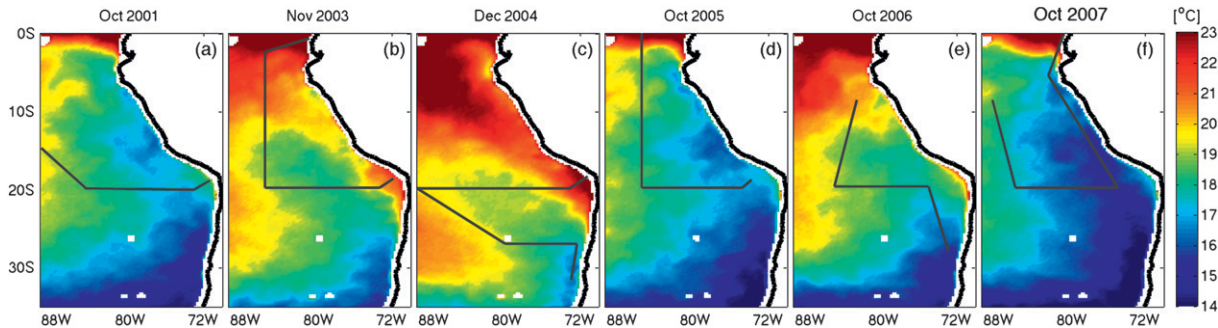 Oct 2001 Nov 2003 Dec 2004 Oct 2005 Oct 2006 Oct 2007 [°C]
0S (a) (b) (c) (d) (e) (f) 23
22
21
10S 20
19
18
20S 17
16
30S 15
14
88W 80W 72W 88W 80W 72W 88W 80W 72W 88W 80W 72W 88W 80W 72W 88W 80W 72W